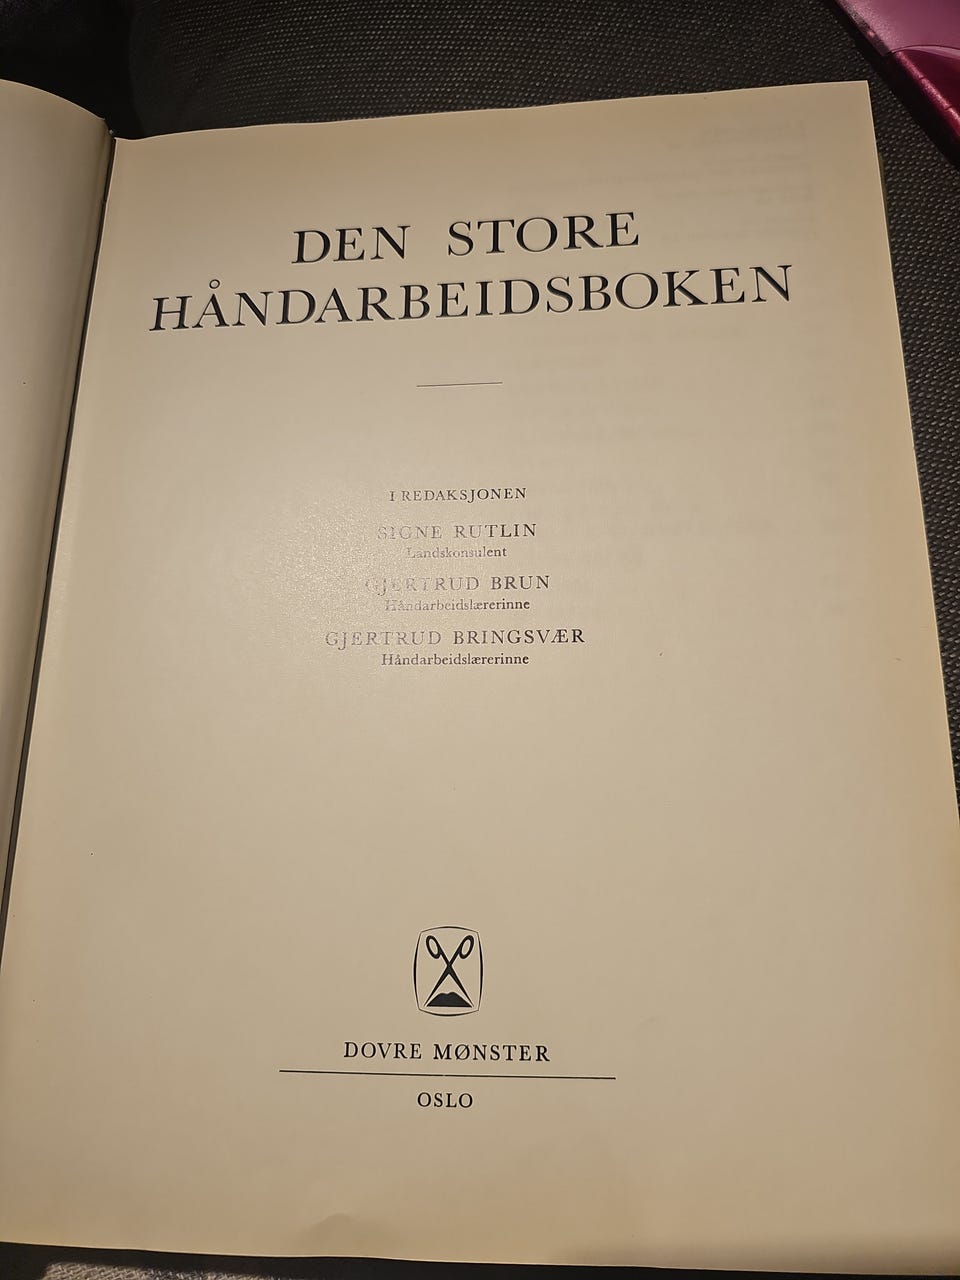 DEN STORE
HÅNDARBEIDSBOKEN
I REDAKSJONEN
SIGNE RUTLIN
Landskonsulent
GJERTRUD BRUN
Håndarbeidslærerinne
GJERTRUD BRINGSVÆR
Håndarbeidslærerinne
DOVRE MØNSTER
OSLO